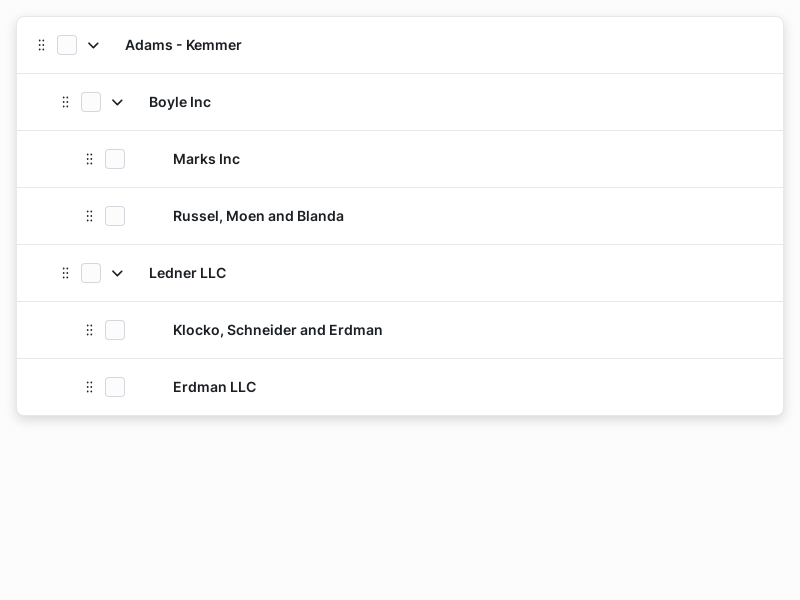 Adams - Kemmer
Boyle Inc
Marks Inc
Russel, Moen and Blanda
Ledner LLC
Klocko, Schneider and Erdman
Erdman LLC